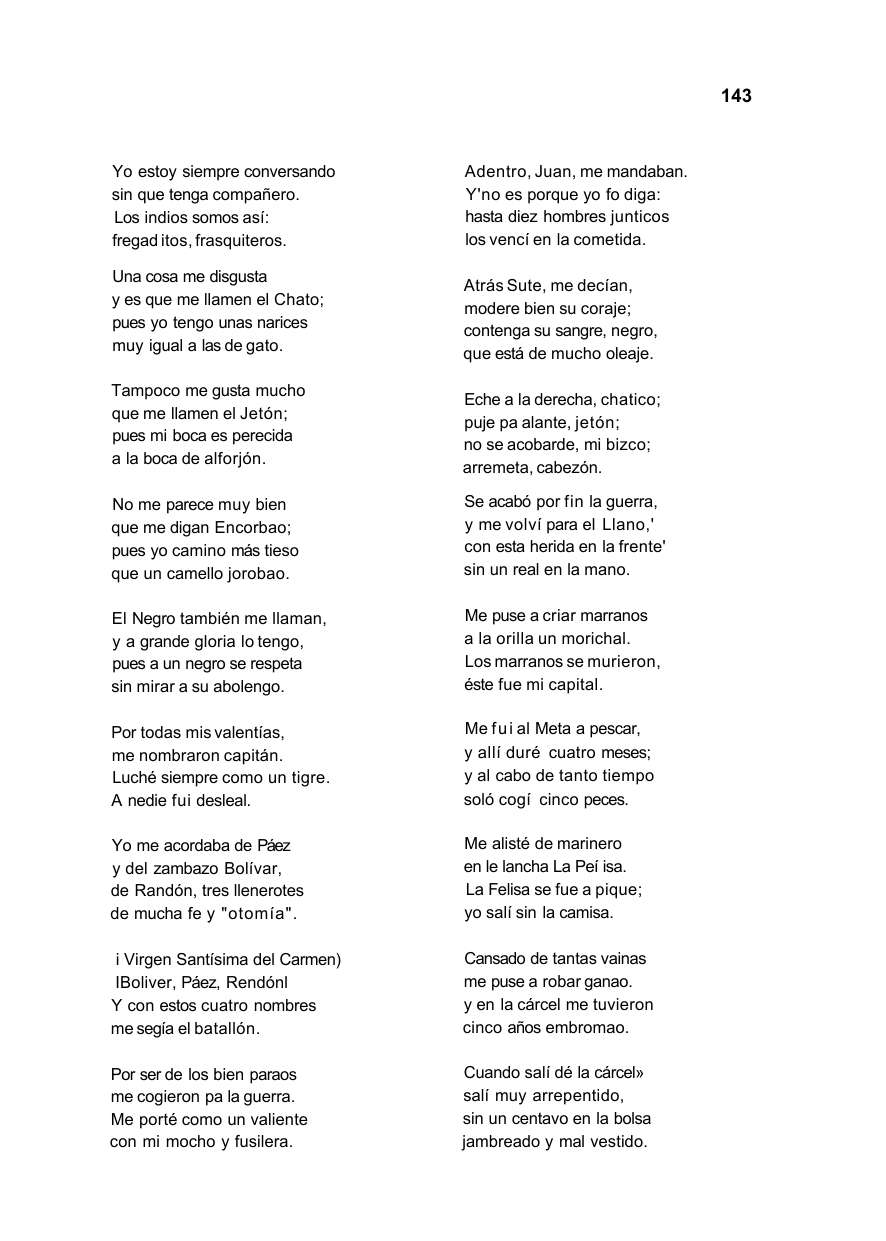 143
Yo estoy siempre conversando
sin que tenga compañero.
Los indios somos así:
fregad itos, frasquiteros.
Una cosa me disgusta
y es que me llamen el Chato;
pues yo tengo unas narices
muy igual a las de gato.
Tampoco me gusta mucho
que me llamen el Jetón;
pues mi boca es perecida
a la boca de alforjón.
No me parece muy bien
que me digan Encorbao;
pues yo camino más tieso
que un camello jorobao.
El Negro también me llaman,
y a grande gloria lo tengo,
pues a un negro se respeta
sin mirar a su abolengo.
Por todas mis valentías,
me nombraron capitán.
Luché siempre como un tigre.
A nedie fui desleal.
Yo me acordaba de Páez
y del zambazo Bolívar,
de Randón, tres llenerotes
de mucha fe y "otomía".
i Virgen Santísima del Carmen)
IBoliver, Páez, Rendónl
Y con estos cuatro nombres
me segía el batallón.
Por ser de los bien paraos
me cogieron pa la guerra.
Me porté como un valiente
con mi mocho y fusilera.
Adentro, Juan, me mandaban.
Y'no es porque yo fo diga:
hasta diez hombres junticos
los vencí en la cometida.
Atrás Sute, me decían,
modere bien su coraje;
contenga su sangre, negro,
que está de mucho oleaje.
Eche a la derecha, chatico;
puje pa alante, jetón;
no se acobarde, mi bizco;
arremeta, cabezón.
Se acabó por fin la guerra,
y me volví para el Llano,'
con esta herida en la frente'
sin un real en la mano.
Me puse a criar marranos
a la orilla un morichal.
Los marranos se murieron,
éste fue mi capital.
Me fui al Meta a pescar,
y allí duré cuatro meses;
y al cabo de tanto tiempo
soló cogí cinco peces.
Me alisté de marinero
en le lancha La Peí isa.
La Felisa se fue a pique;
yo salí sin la camisa.
Cansado de tantas vainas
me puse a robar ganao.
y en la cárcel me tuvieron
cinco años embromao.
Cuando salí dé la cárcel»
salí muy arrepentido,
sin un centavo en la bolsa
jambreado y mal vestido.